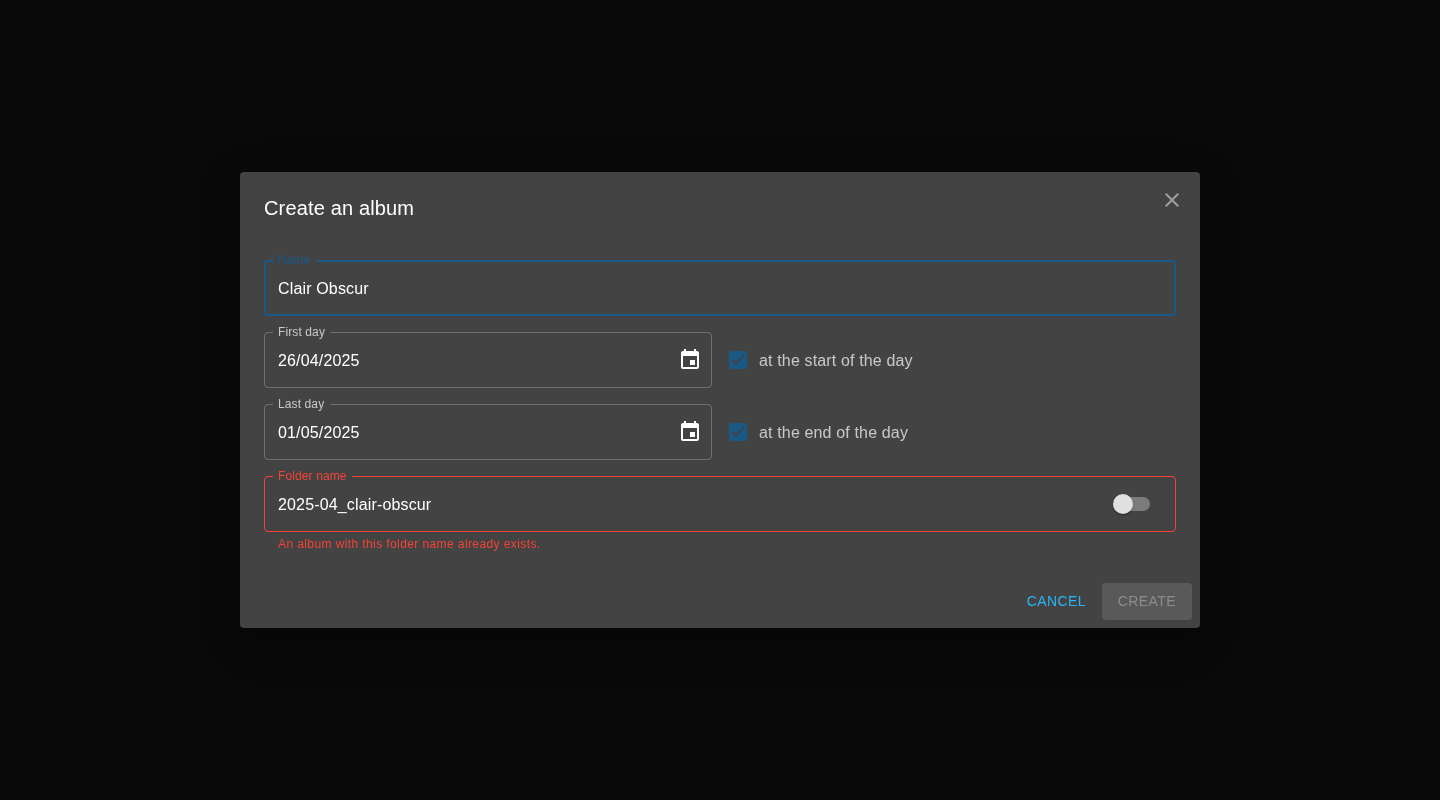 Create an album
Name
Clair Obscur
First day
26/04/2025
at the start of the day
Last day
01/05/2025
at the end of the day
Folder name
2025-04_clair-obscur
An album with this folder name already exists.
CANCEL
CREATE